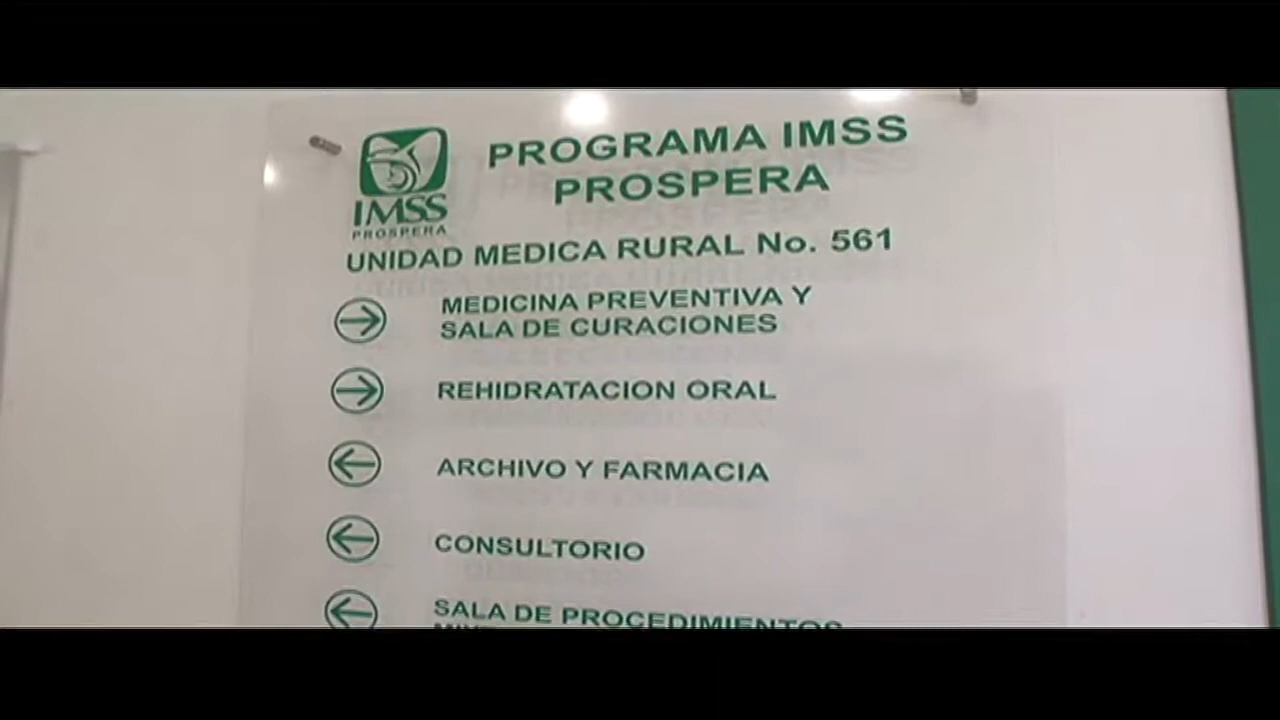 PROGRAMA IMSS
PROSPERA
IMSS
PROSPERA
UNIDAD MEDICA RURAL No. 561
MEDICINA PREVENTIVA Y
SALA DE CURACIONES
REHIDRATACION ORAL
ARCHIVO Y FARMACIA
CONSULTORIO
SALA DE PROCEDIMIENTOS